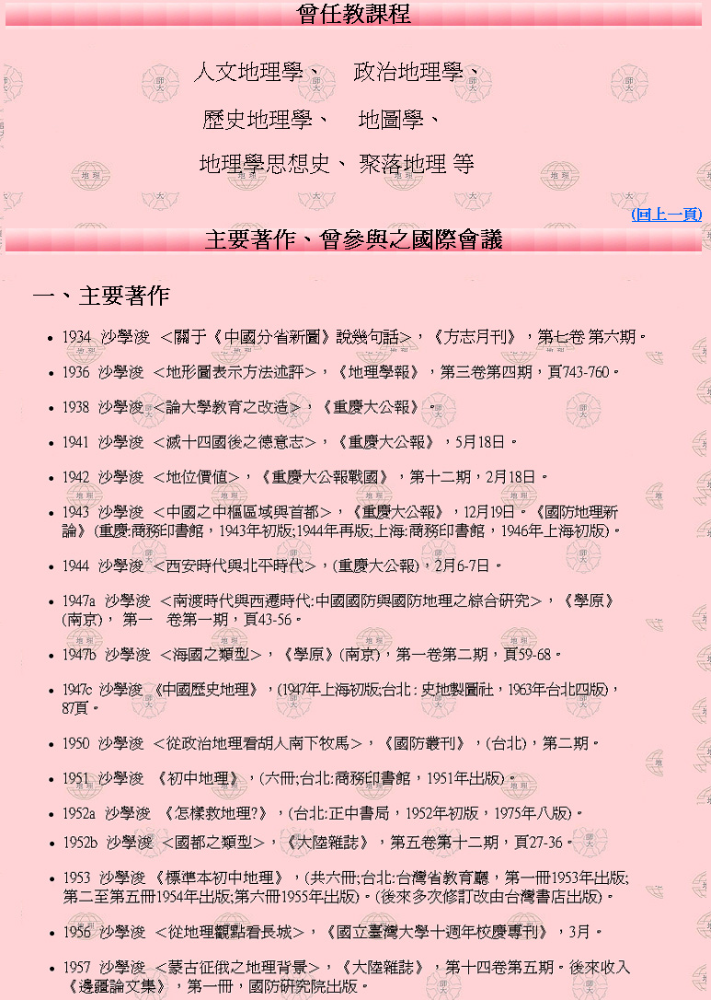 曾任教課程
人文地理學、 政治地理學、
歷史地理學、 地圖學、
地理學思想史、 聚落地理 等
(回上一頁)
主要著作、曾參與之國際會議
一、主要著作
• 1934 沙學浚 <關于《中國分省新圖》說幾句話>，《方志月刊》，第七卷 第六期。
• 1936 沙學浚 <地形圖表示方法述評>，《地理學報》，第三卷第四期，頁743-760。
• 1938 沙學浚 <論大學教育之改造>，《重慶大公報》。
• 1941 沙學浚 <滅十四國後之德意志>，《重慶大公報》，5月18日。
• 1942 沙學浚 <地位價值>，《重慶大公報戰國》，第十二期，2月18日。
• 1943 沙學浚 <中國之中樞區域與首都>，《重慶大公報》，12月19日。《國防地理新
論》(重慶:商務印書館，1943年初版;1944年再版;上海:商務印書館，1946年上海初版)。
• 1944 沙學浚 <西安時代與北平時代>，(重慶大公報)，2月6-7日。
• 1947a 沙學浚 <南渡時代與西遷時代:中國國防與國防地理之綜合研究>，《學原》
(南京)， 第一 卷第一期，頁43-56。
• 1947b 沙學浚 <海國之類型>，《學原》(南京)，第一卷第二期，頁59-68。
• 1947c 沙學浚 《中國歷史地理》，(1947年上海初版;台北 : 史地製圖社，1963年台北四版)，
87頁。
• 1950 沙學浚 <從政治地理看胡人南下牧馬>，《國防叢刊》，(台北)，第二期。
• 1951 沙學浚 《初中地理》，(六冊;台北:商務印書館，1951年出版)。
• 1952a 沙學浚 《怎樣救地理?》，(台北:正中書局，1952年初版，1975年八版)。
• 1952b 沙學浚 <國都之類型>，《大陸雜誌》，第五卷第十二期，頁27-36。
• 1953 沙學浚《標準本初中地理》，(共六冊;台北:台灣省教育廳，第一冊1953年出版;
第二至第五冊1954年出版;第六冊1955年出版)。(後來多次修訂改由台灣書店出版)。
• 1956 沙學浚 <從地理觀點看長城>，《國立臺灣大學十週年校慶專刊》，3月。
• 1957 沙學浚 <蒙古征俄之地理背景>，《大陸雜誌》，第十四卷第五期。後來收入
《邊疆論文集》，第一冊，國防研究院出版。